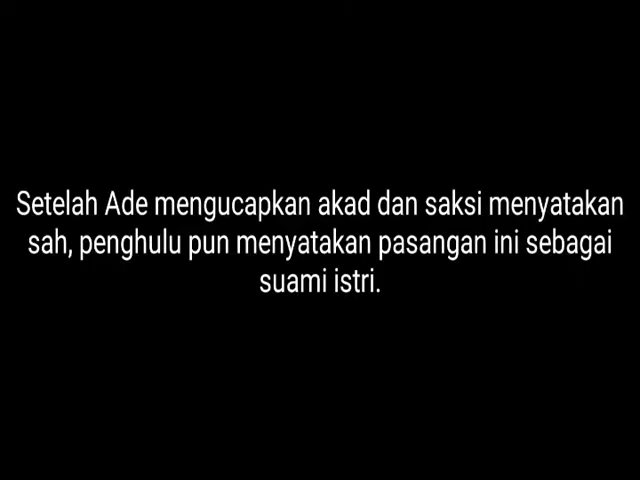 Setelah Ade mengucapkan akad dan saksi menyatakan
sah, penghulu pun menyatakan pasangan ini sebagai
suami istri.